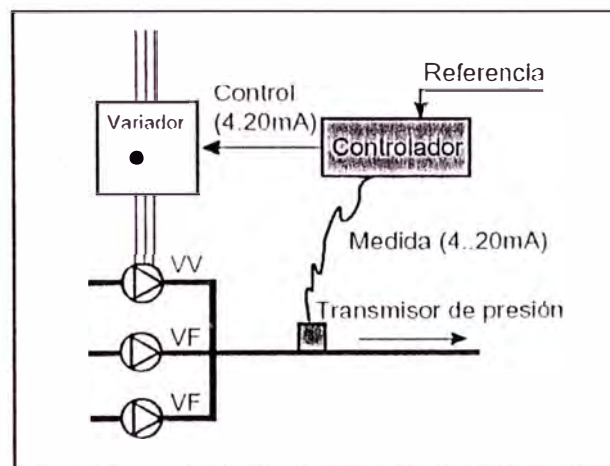 Referencia
Control
(4.20mA)
Variador
Controlador
Medida (4..20mA)
VV
Transmisor de presión
VF
VF